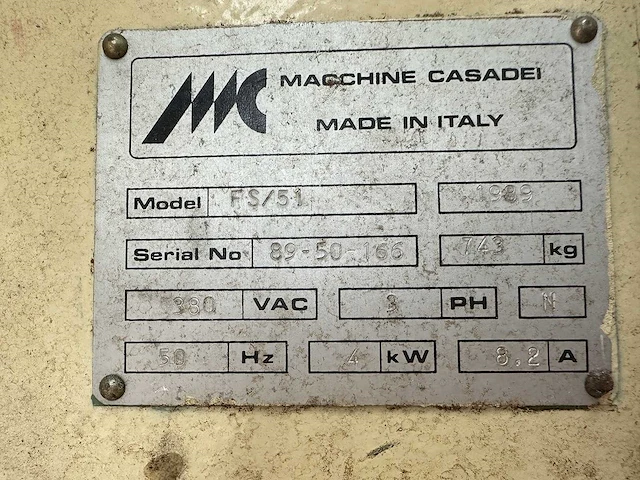 MC MACCHINE CASADEI
MADE IN ITALY
Model FS/51 1989
Serial No 89-50-166 743 kg
380 VAC 3 PH N
50 Hz 4 kW 8,2 A